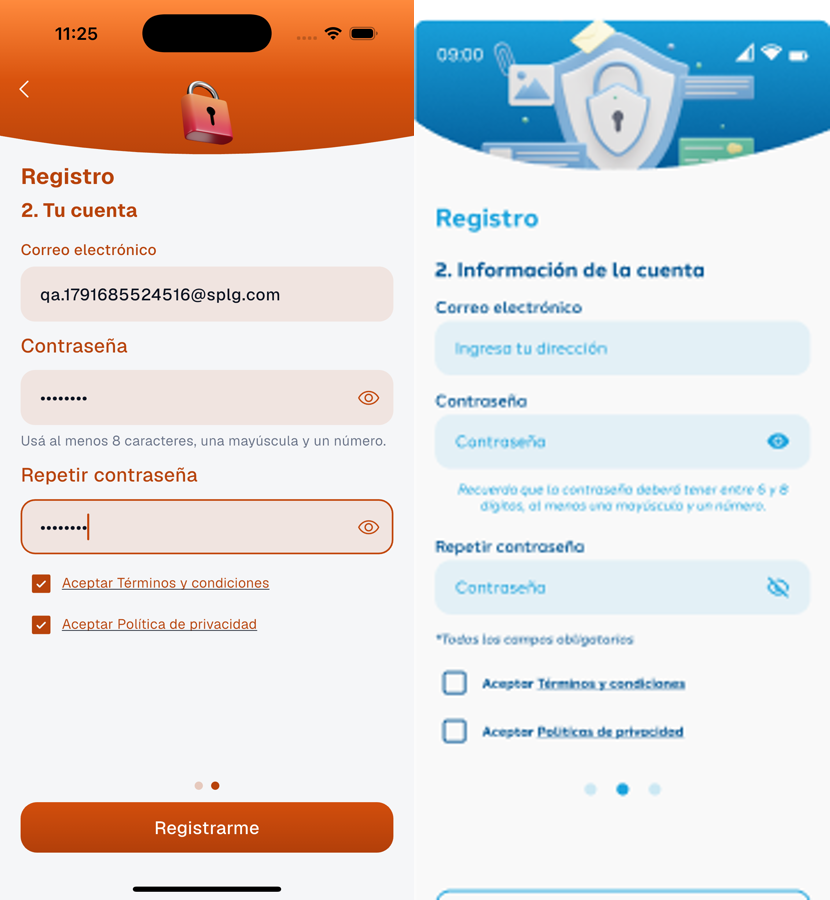 11:25
Registro
2. Tu cuenta
Correo electrónico
qa.1791685524516@splg.com
Contraseña
••••••••
Usá al menos 8 caracteres, una mayúscula y un número.
Repetir contraseña
••••••••
Aceptar Términos y condiciones
Aceptar Política de privacidad
Registrarme
09:00
Registro
2. Información de la cuenta
Correo electrónico
Ingresa tu dirección
Contraseña
Contraseña
Recuerda que la contraseña deberá tener entre 6 y 8
dígitos, al menos una mayúscula y un número.
Repetir contraseña
Contraseña
*Todos los campos obligatorios
Aceptar Términos y condiciones
Aceptar Políticas de privacidad